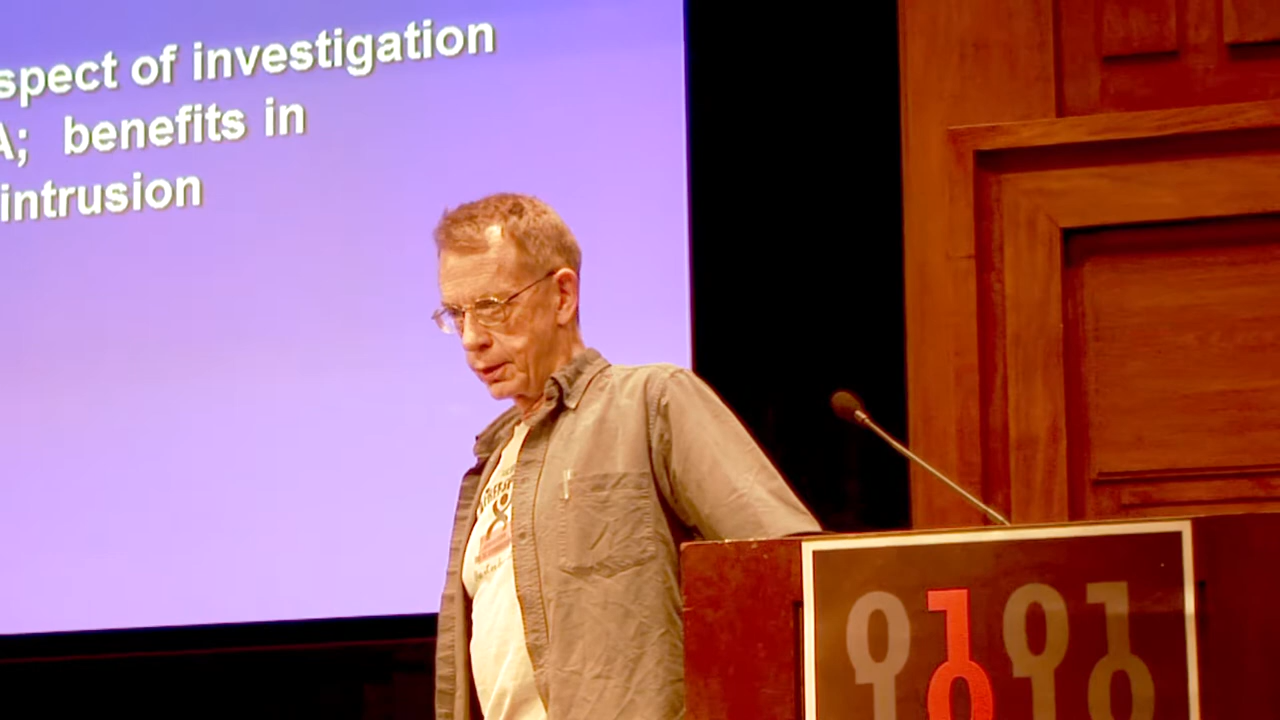 spect of investigation
A; benefits in
intrusion